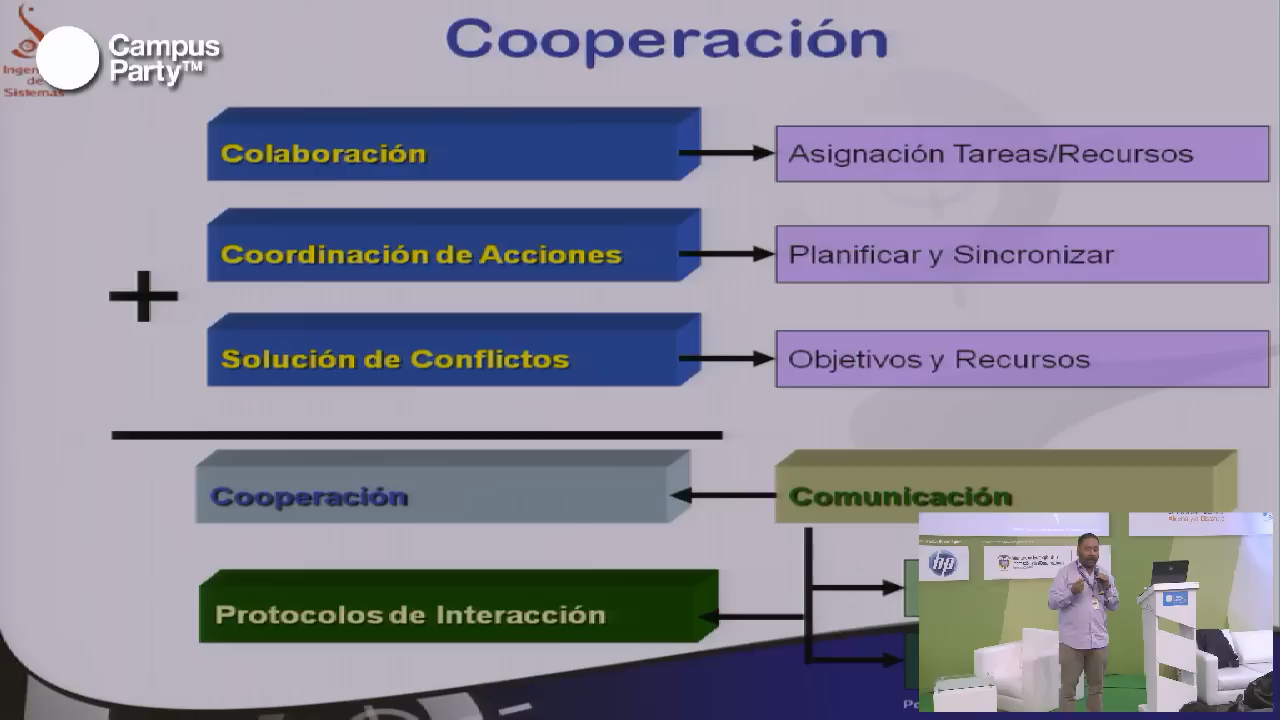 Cooperación
Campus
Party™
de
Sistemas
Colaboración
Asignación Tareas/Recursos
Coordinación de Acciones
Planificar y Sincronizar
+
Solución de Conflictos
Objetivos y Recursos
Cooperación
Comunicación
Protocolos de Interacción
hp